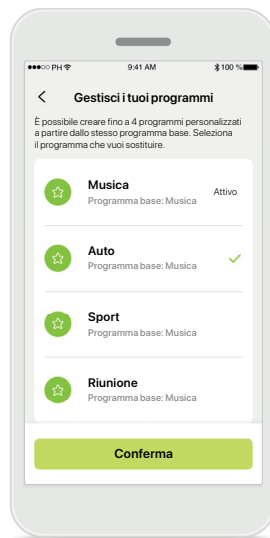 ●●●○○ PH 9:41 AM 100 %
Gestisci i tuoi programmi
È possibile creare fino a 4 programmi personalizzati
a partire dallo stesso programma base. Seleziona
il programma che vuoi sostituire.
Musica
Programma base: Musica
Attivo
Auto
Programma base: Musica
Sport
Programma base: Musica
Riunione
Programma base: Musica
Conferma